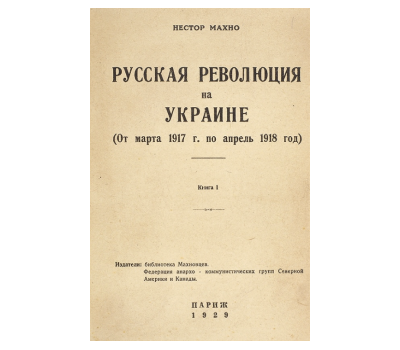 НЕСТОР МАХНО
РУССКАЯ РЕВОЛЮЦИЯ
на
УКРАИНЕ
(От марта 1917 г. по апрель 1918 год)
Книга I
Издатели: библиотека Махновцев.
Федерация анархо - коммунистических групп Северной
Америки и Канады.
ПАРИЖ
1929